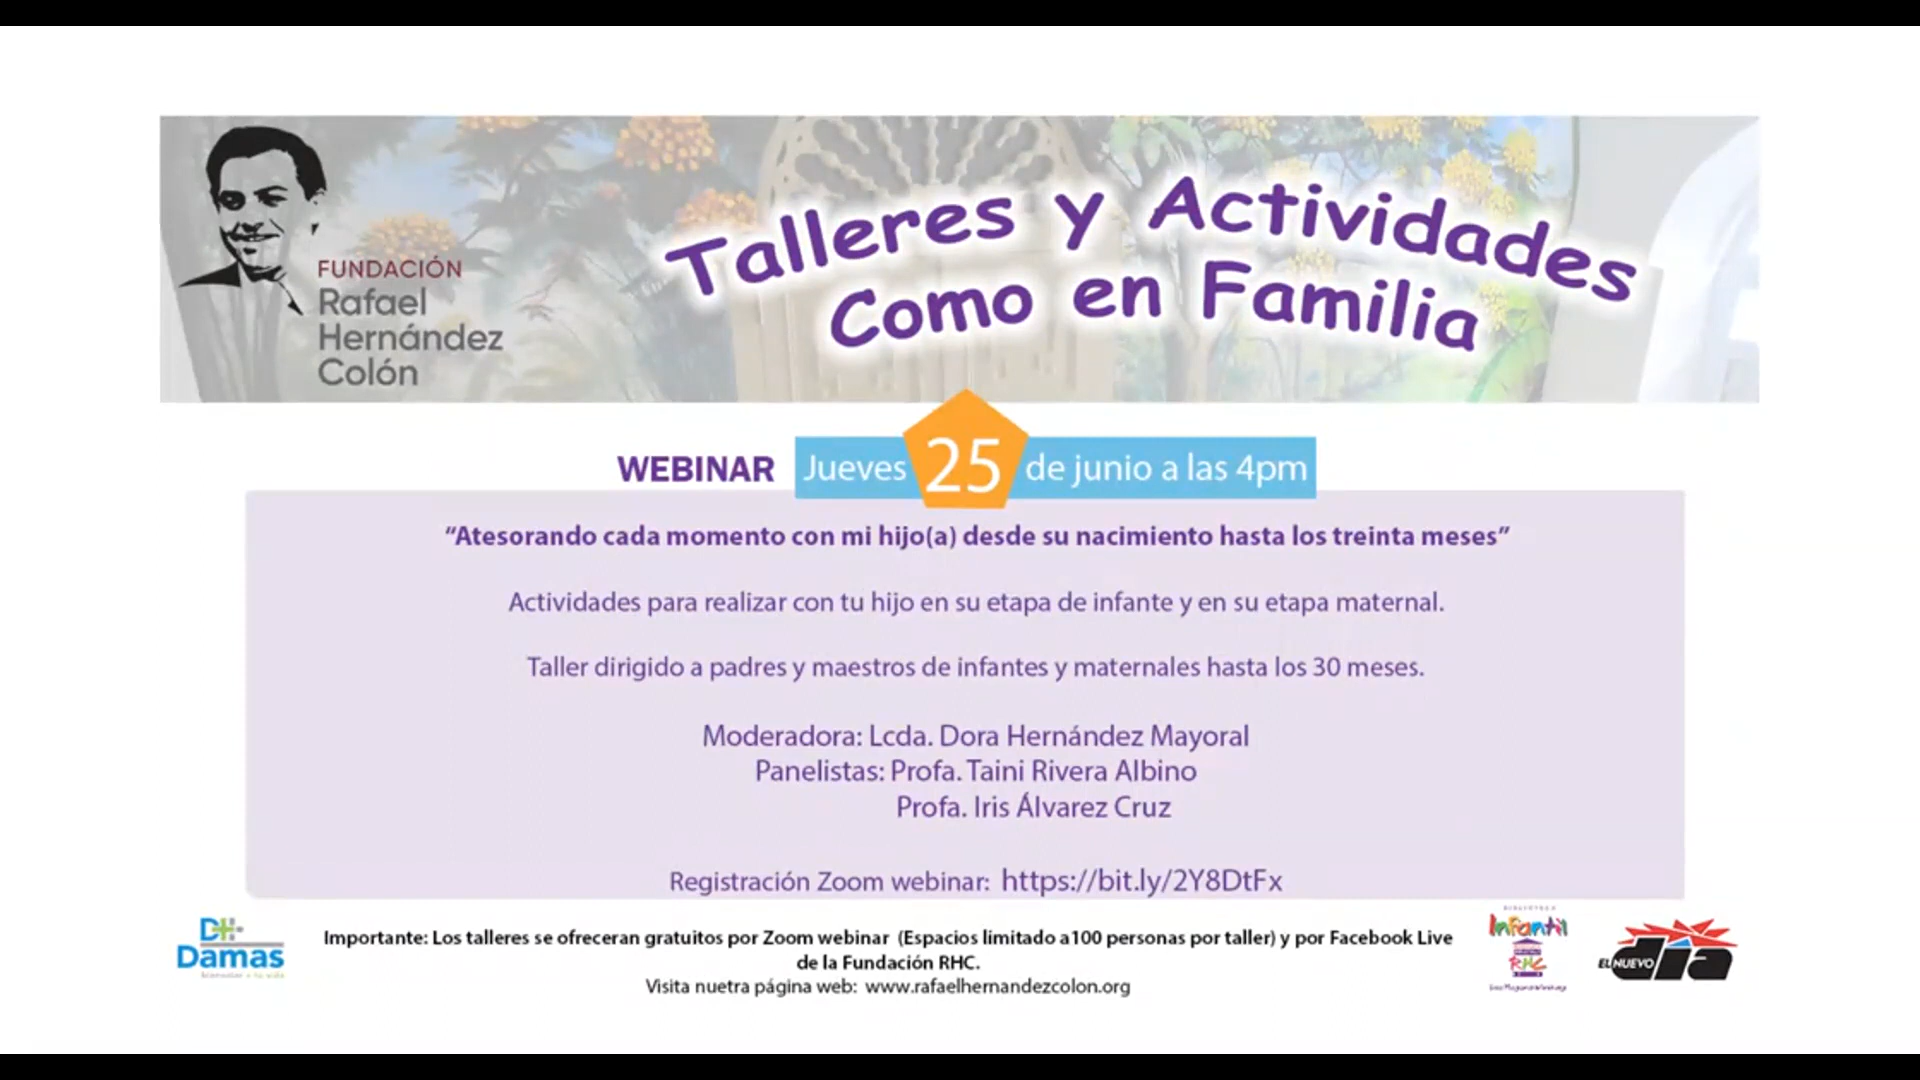 FUNDACIÓN
Rafael
Hernández
Colón
Talleres y Actividades
Como en Familia
WEBINAR Jueves 25 de junio a las 4pm
“Atesorando cada momento con mi hijo(a) desde su nacimiento hasta los treinta meses”
Actividades para realizar con tu hijo en su etapa de infante y en su etapa maternal.
Taller dirigido a padres y maestros de infantes y maternales hasta los 30 meses.
Moderadora: Lcda. Dora Hernández Mayoral
Panelistas: Profa. Taini Rivera Albino
Profa. Iris Álvarez Cruz
Registración Zoom webinar: https://bit.ly/2Y8DtFx
Damas
Importante: Los talleres se ofreceran gratuitos por Zoom webinar (Espacios limitado a100 personas por taller) y por Facebook Live
de la Fundación RHC.
Visita nuetra página web: www.rafaelhernandezcolon.org
BIBLIOTECA
Infantil
RHC
EL NUEVO día